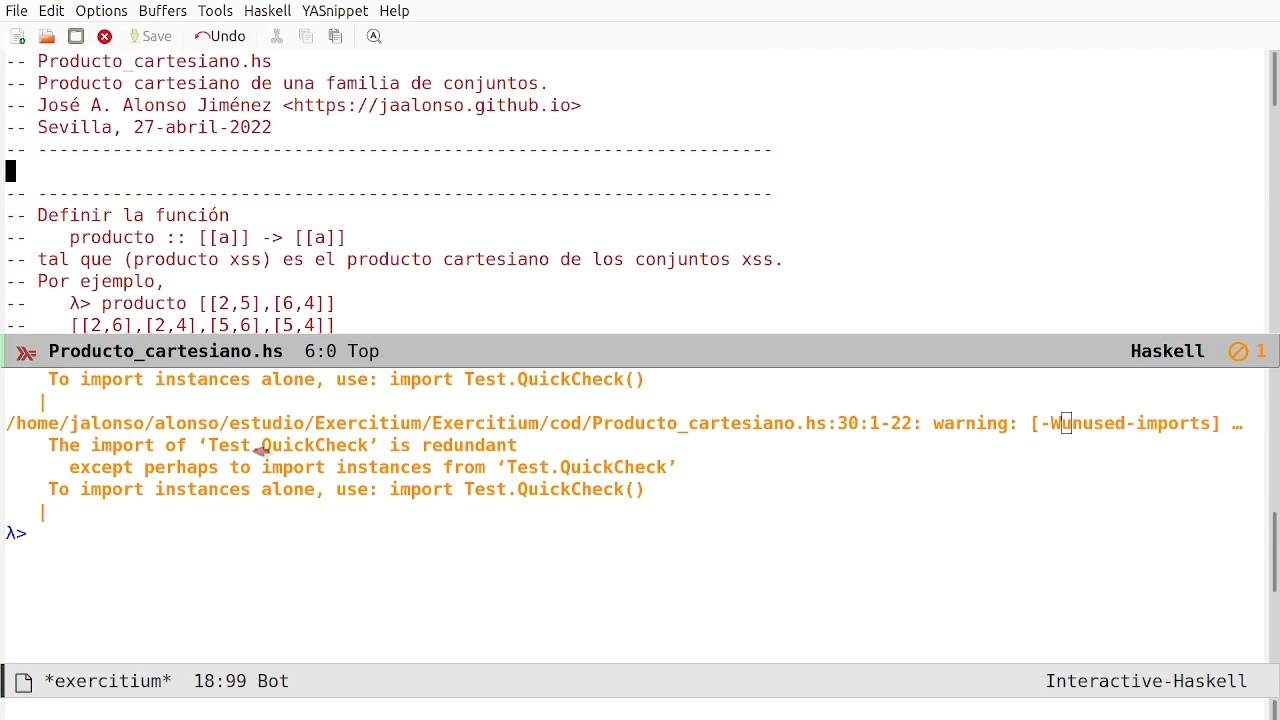 File Edit Options Buffers Tools Haskell YASnippet Help
Save Undo
-- Producto_cartesiano.hs
-- Producto cartesiano de una familia de conjuntos.
-- José A. Alonso Jiménez <https://jaalonso.github.io>
-- Sevilla, 27-abril-2022
-- ---------------------------------------------------------------------
-- ---------------------------------------------------------------------
-- Definir la función
--    producto :: [[a]] -> [[a]]
-- tal que (producto xss) es el producto cartesiano de los conjuntos xss.
-- Por ejemplo,
--    λ> producto [[2,5],[6,4]]
--    [[2,6],[2,4],[5,6],[5,4]]
Producto_cartesiano.hs 6:0 Top Haskell 1
To import instances alone, use: import Test.QuickCheck()
|
/home/jalonso/alonso/estudio/Exercitium/Exercitium/cod/Producto_cartesiano.hs:30:1-22: warning: [-Wunused-imports] …
The import of ‘Test.QuickCheck’ is redundant
except perhaps to import instances from ‘Test.QuickCheck’
To import instances alone, use: import Test.QuickCheck()
|
λ>
*exercitium* 18:99 Bot Interactive-Haskell